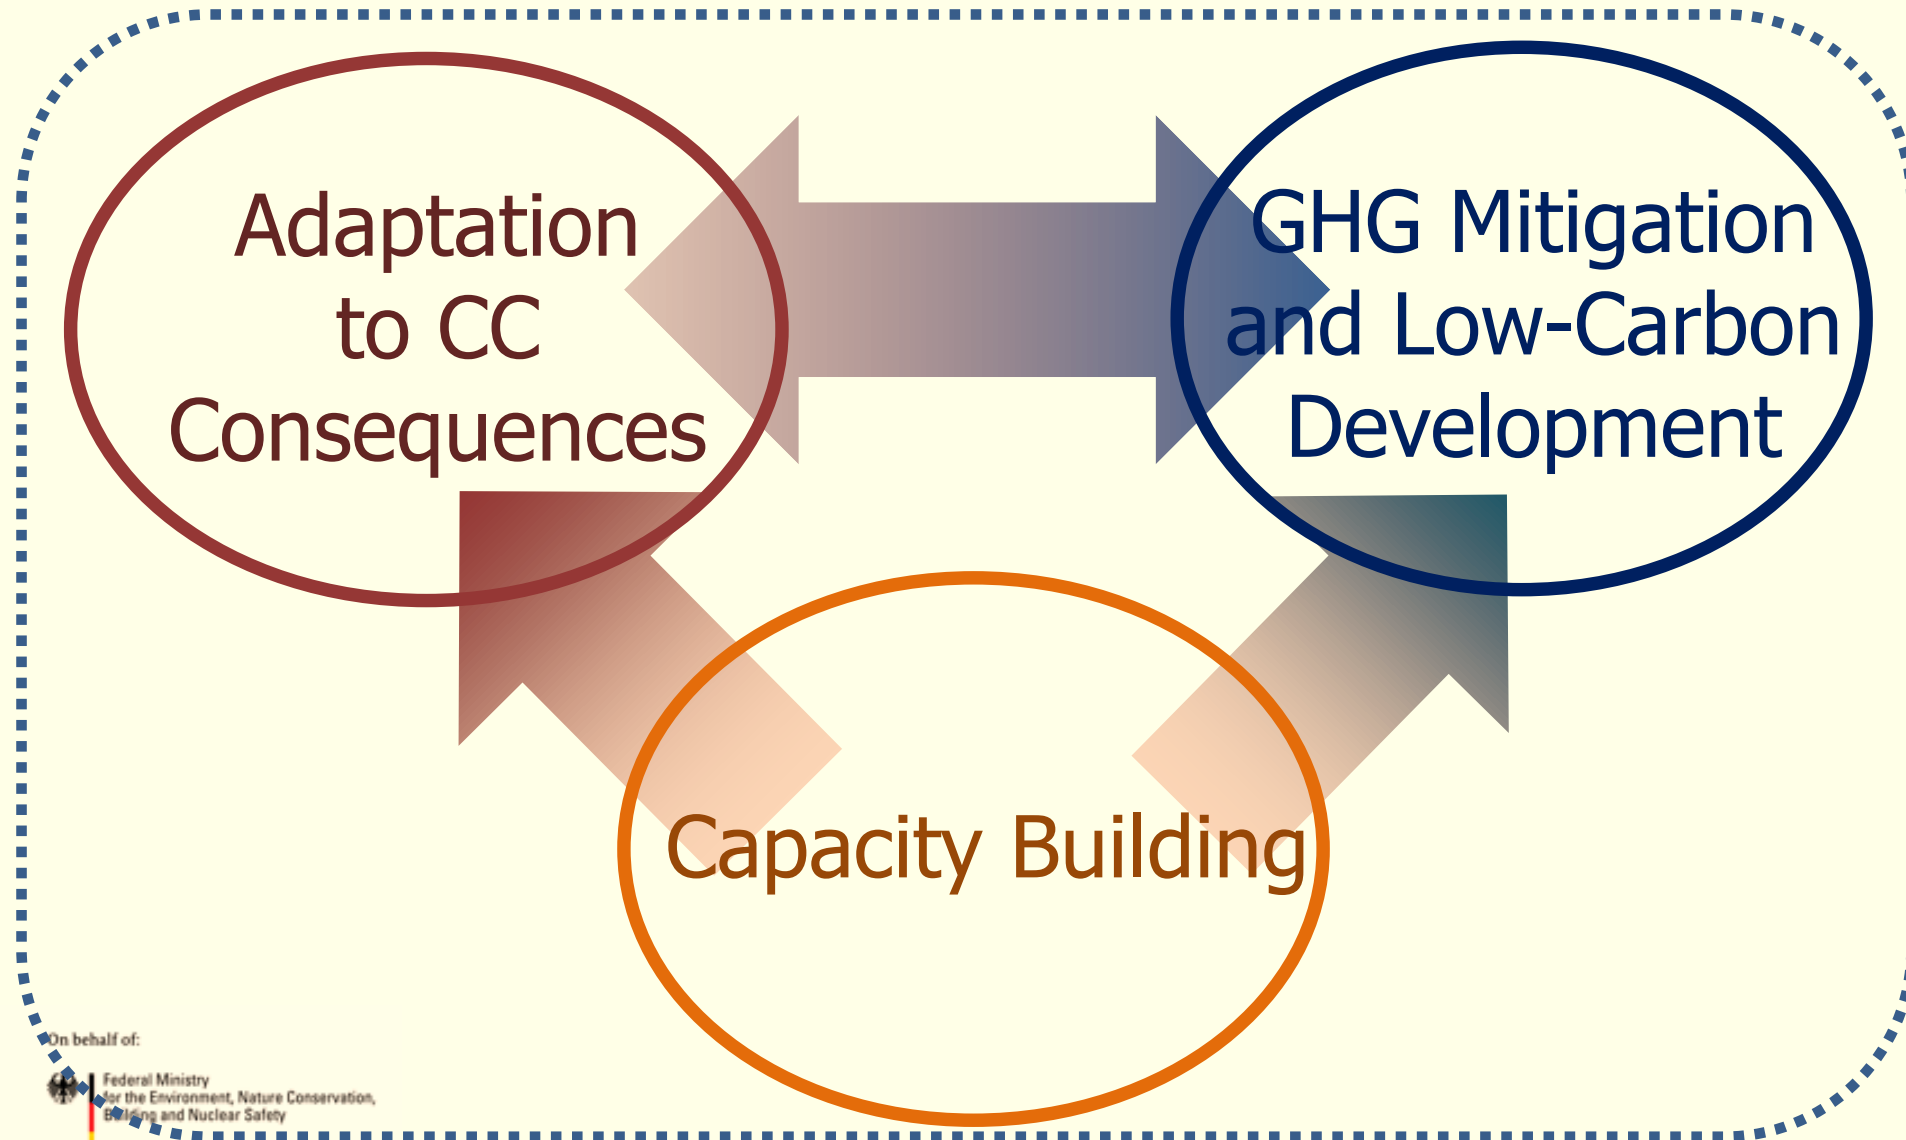 Adaptation
to CC
Consequences
GHG Mitigation
and Low-Carbon
Development
Capacity Building
On behalf of:
Federal Ministry
for the Environment, Nature Conservation,
Building and Nuclear Safety